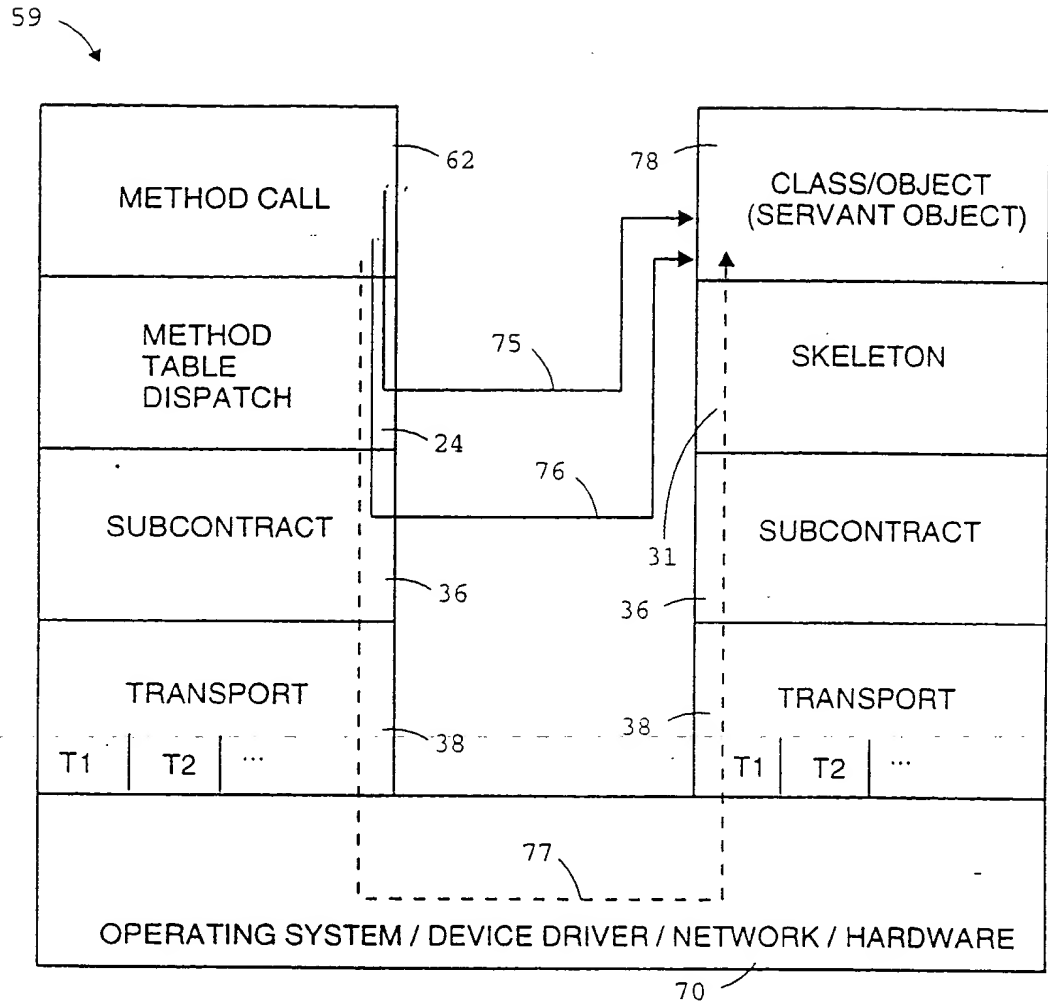 59
62
78
METHOD CALL
CLASS/OBJECT
(SERVANT OBJECT)
METHOD
TABLE
DISPATCH
75
SKELETON
24
76
SUBCONTRACT
31
SUBCONTRACT
36
36
TRANSPORT
TRANSPORT
38
38
T1
T2
...
T1
T2
...
77
OPERATING SYSTEM / DEVICE DRIVER / NETWORK / HARDWARE
70